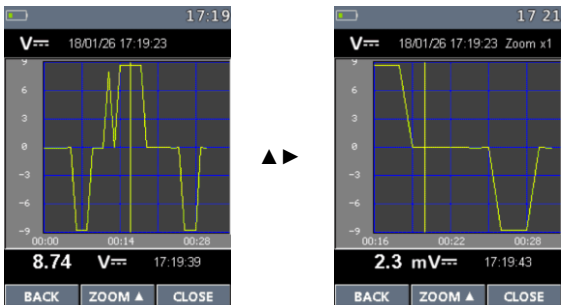 17:19
V 18/01/26 17:19:23
9
6
3
0
-3
-6
-9
00:00 00:14 00:28
8.74 V 17:19:39
BACK ZOOM ▲ CLOSE
▲►
17 21
V 18/01/26 17:19:23 Zoom x1
9
6
3
0
-3
-6
-9
00:16 00:22 00:28
2.3 mV 17:19:43
BACK ZOOM ▲ CLOSE